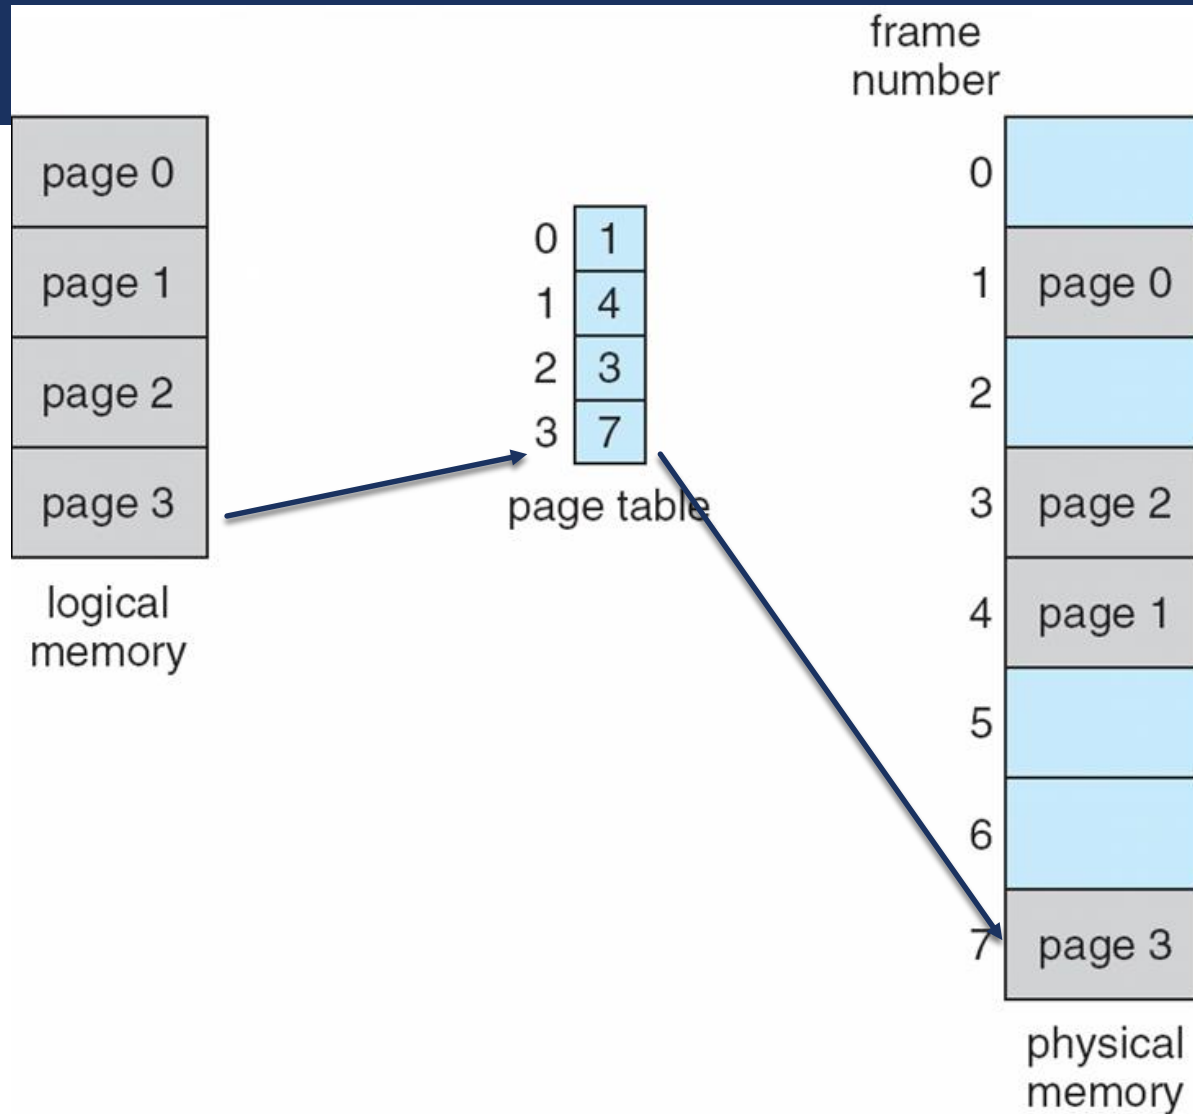 page 0
page 1
page 2
page 3
logical
memory
0 1
1 4
2 3
3 7
page table
frame
number
0
1 page 0
2
3 page 2
4 page 1
5
6
7 page 3
physical
memory